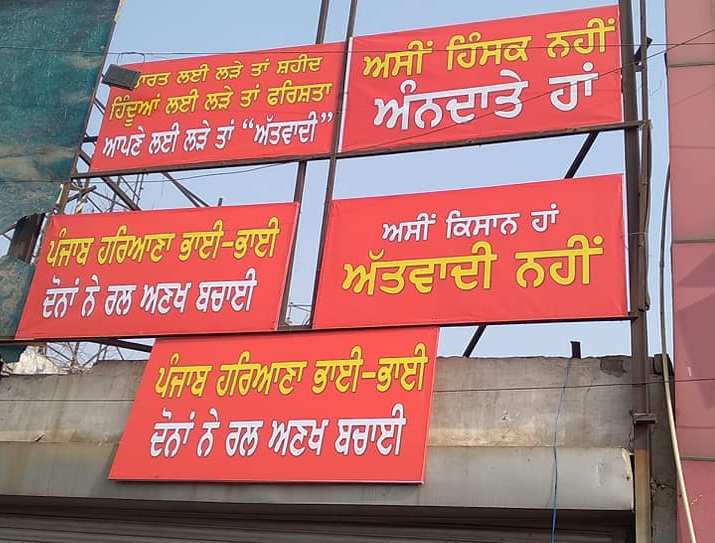 ਭਾਰਤ ਲਈ ਲੜੇ ਤਾਂ ਸ਼ਹੀਦ
ਹਿੰਦੂਆਂ ਲਈ ਲੜੇ ਤਾਂ ਫਰਿਸ਼ਤਾ
ਆਪਣੇ ਲਈ ਲੜੇ ਤਾਂ “ਅੱਤਵਾਦੀ”
ਅਸੀਂ ਹਿੰਸਕ ਨਹੀਂ
ਅੰਨਦਾਤੇ ਹਾਂ
ਪੰਜਾਬ ਹਰਿਆਣਾ ਭਾਈ-ਭਾਈ
ਦੋਨਾਂ ਨੇ ਰਲ ਅਣਖ ਬਚਾਈ
ਅਸੀਂ ਕਿਸਾਨ ਹਾਂ
ਅੱਤਵਾਦੀ ਨਹੀਂ
ਪੰਜਾਬ ਹਰਿਆਣਾ ਭਾਈ-ਭਾਈ
ਦੋਨਾਂ ਨੇ ਰਲ ਅਣਖ ਬਚਾਈ